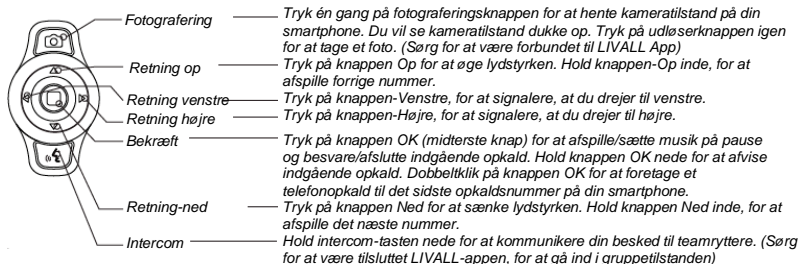 Fotografering
Tryk én gang på fotograferingsknappen for at hente kameratilstand på din
smartphone. Du vil se kameratilstand dukke op. Tryk på udløserknappen igen
for at tage et foto. (Sørg for at være forbundet til LIVALL App)
Retning op
Tryk på knappen Op for at øge lydstyrken. Hold knappen-Op inde, for at
afspille forrige nummer.
Retning venstre
Tryk på knappen-Venstre, for at signalere, at du drejer til venstre.
Retning højre
Tryk på knappen-Højre, for at signalere, at du drejer til højre.
Bekræft
Tryk på knappen OK (midterste knap) for at afspille/sætte musik på pause
og besvare/afslutte indgående opkald. Hold knappen OK nede for at afvise
indgående opkald. Dobbeltklik på knappen OK for at foretage et
telefonopkald til det sidste opkaldsnummer på din smartphone.
Retning-ned
Tryk på knappen Ned for at sænke lydstyrken. Hold knappen Ned inde, for at
afspille det næste nummer.
Intercom
Hold intercom-tasten nede for at kommunikere din besked til teamryttere. (Sørg
for at være tilsluttet LIVALL-appen, for at gå ind i gruppetilstanden)